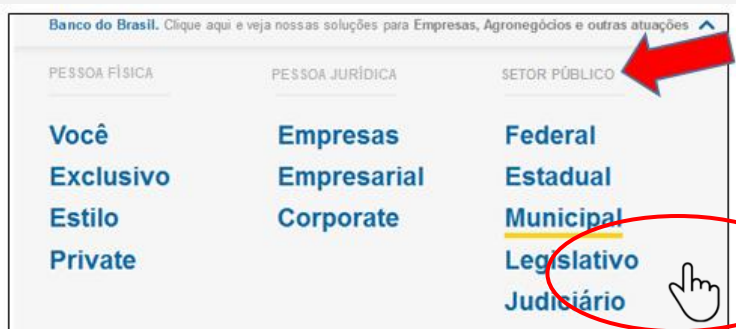 Banco do Brasil. Clique aqui e veja nossas soluções para Empresas, Agronegócios e outras atuações
PESSOA FÍSICA
Você
Exclusivo
Estilo
Private
PESSOA JURÍDICA
Empresas
Empresarial
Corporate
SETOR PÚBLICO
Federal
Estadual
Municipal
Legislativo
Judiciário